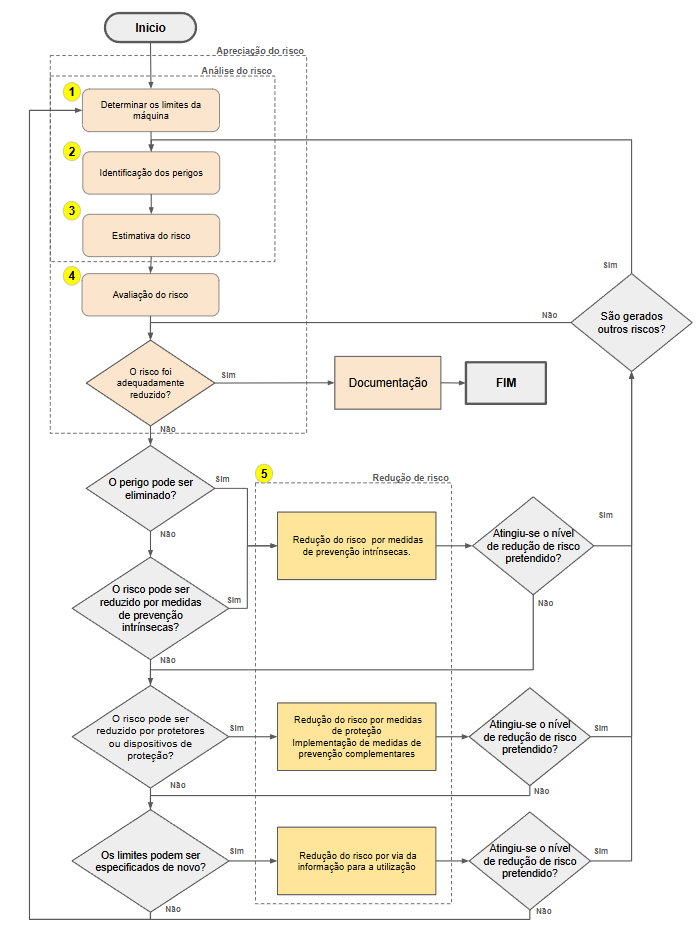 Inicio
Apreciação do risco
Análise do risco
1
Determinar os limites da
máquina
2
Identificação dos perigos
3
Estimativa do risco
4
Avaliação do risco
Sim
São gerados
outros riscos?
Não
O risco foi
adequadamente
reduzido?
Sim
Documentação
FIM
Não
5
Redução de risco
O perigo pode ser
eliminado?
Sim
Não
Redução do risco por medidas
de prevenção intrínsecas.
Atingiu-se o nível
de redução de risco
pretendido?
Sim
Não
O risco pode ser
reduzido por medidas
de prevenção
intrínsecas?
Sim
Não
O risco pode ser
reduzido por protetores
ou dispositivos de
proteção?
Sim
Não
Redução do risco por medidas
de proteção
Implementação de medidas de
prevenção complementares
Atingiu-se o nível
de redução de risco
pretendido?
Sim
Não
Os limites podem ser
especificados de novo?
Sim
Não
Redução do risco por via da
informação para a utilização
Atingiu-se o nível
de redução de risco
pretendido?
Sim
Não